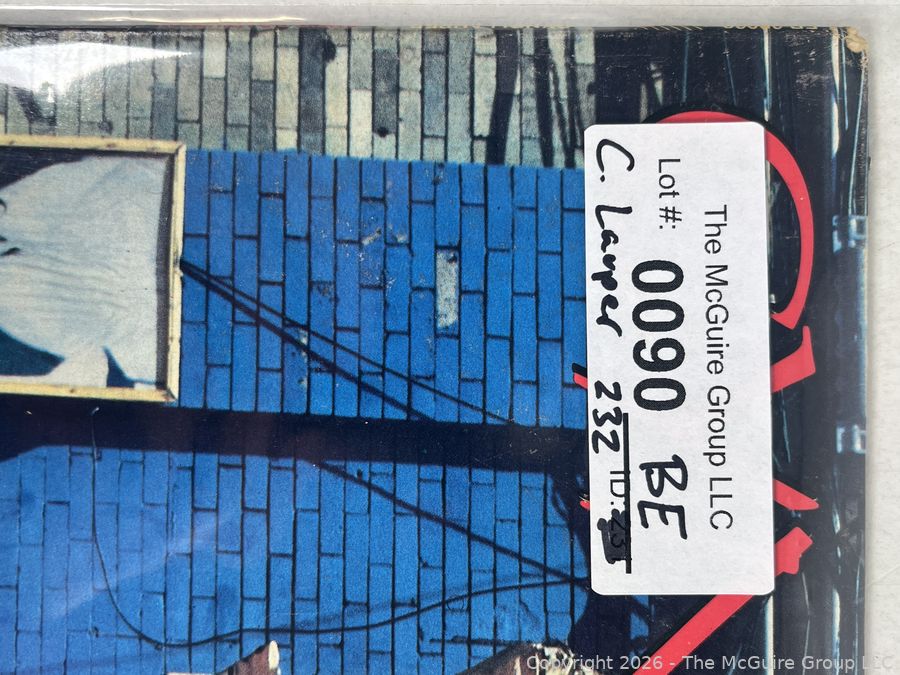 The McGuire Group LLC
Lot #: 0090 BE
C. Lauper 232 ID:
Copyright 2026 - The McGuire Group LLC